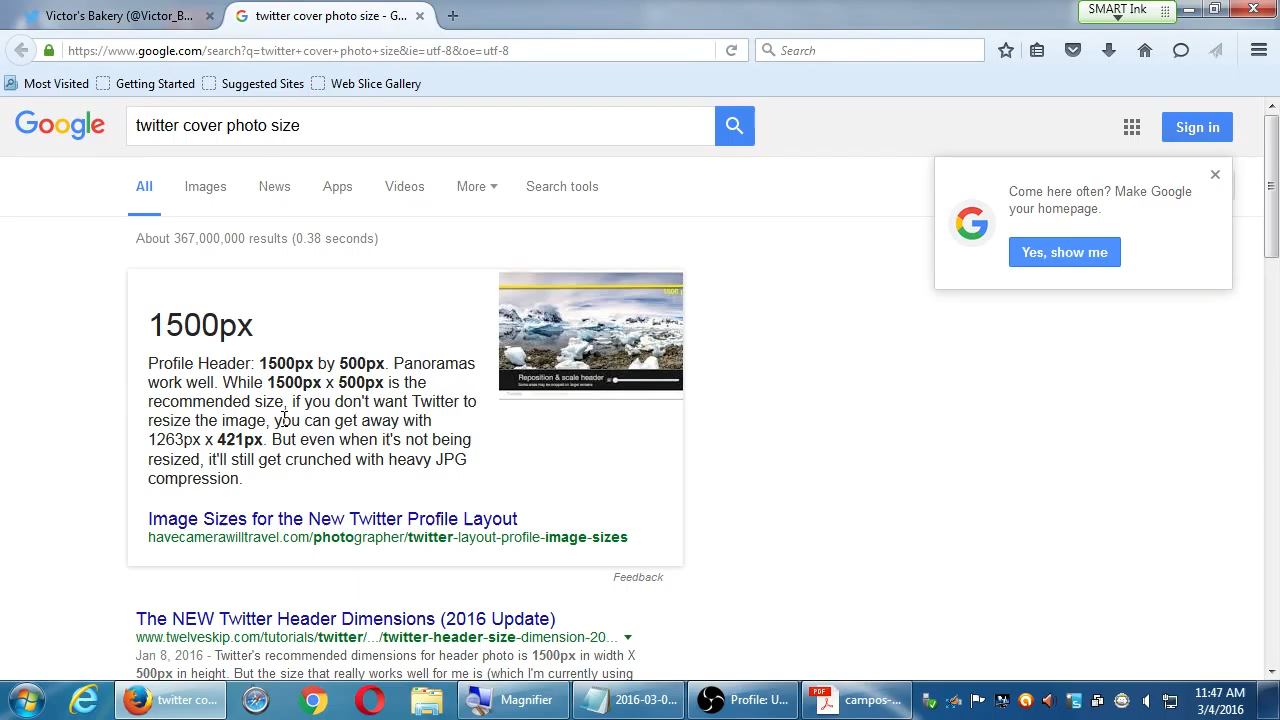 Victor's Bakery (@Victor_B...
twitter cover photo size - G...
SMART Ink
https://www.google.com/search?q=twitter+cover+photo+size&ie=utf-8&oe=utf-8
Search
Most Visited
Getting Started
Suggested Sites
Web Slice Gallery
Google
twitter cover photo size
Sign in
All
Images
News
Apps
Videos
More
Search tools
Come here often? Make Google
your homepage.
Yes, show me
About 367,000,000 results (0.38 seconds)
1500px
Profile Header: 1500px by 500px. Panoramas
work well. While 1500px x 500px is the
recommended size, if you don't want Twitter to
resize the image, you can get away with
1263px x 421px. But even when it's not being
resized, it'll still get crunched with heavy JPG
compression.
Reposition & scale header
Image Sizes for the New Twitter Profile Layout
havecamerawilltravel.com/photographer/twitter-layout-profile-image-sizes
Feedback
The NEW Twitter Header Dimensions (2016 Update)
www.twelveskip.com/tutorials/twitter/.../twitter-header-size-dimension-20...
Jan 8, 2016 - Twitter's recommended dimensions for header photo is 1500px in width X
500px in height. But the size that really works well for me is (which I'm currently using
twitter co...
Magnifier
2016-03-0...
Profile: U...
PDF
campos-...
11:47 AM
3/4/2016